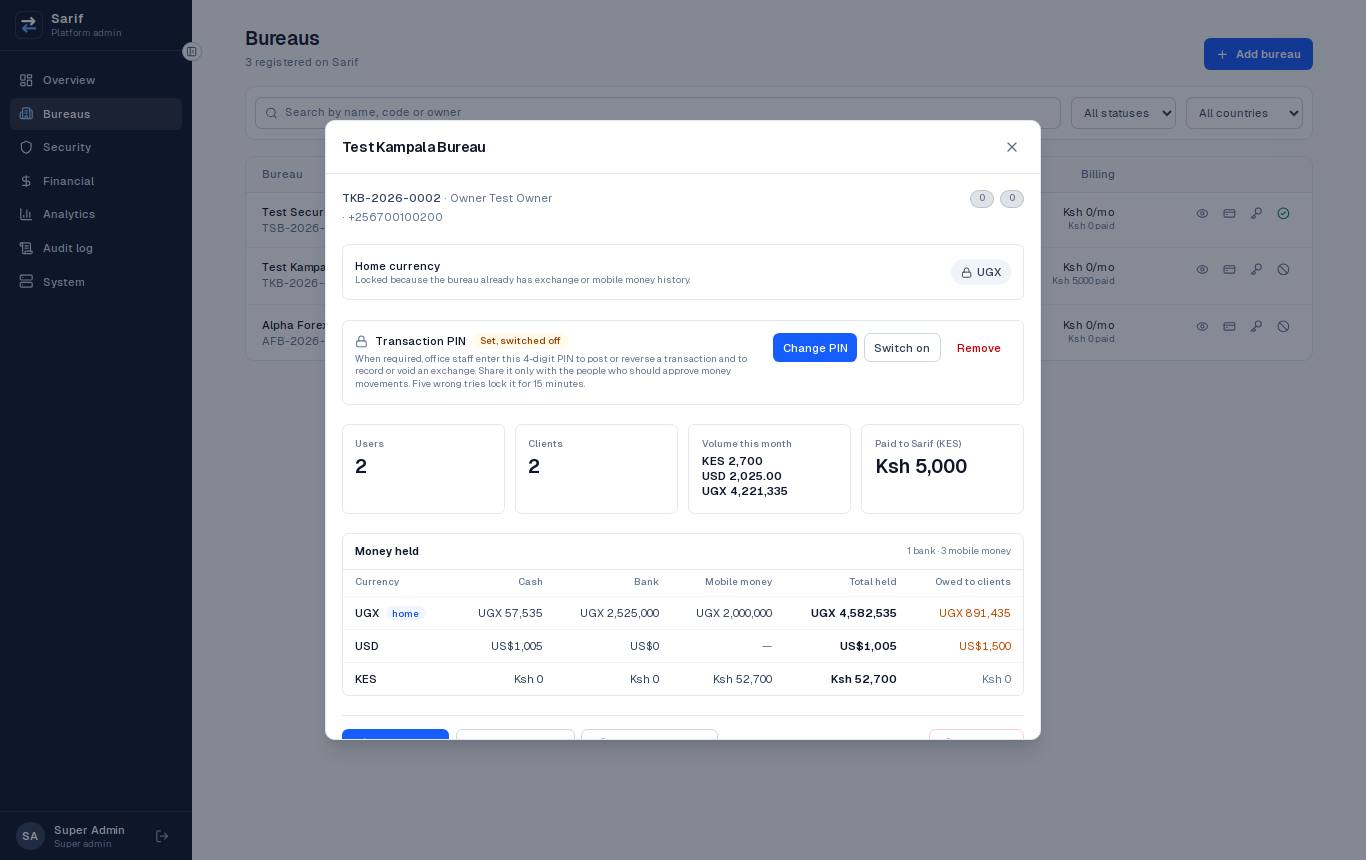 Sarif
Platform admin
Overview
Bureaus
Security
Financial
Analytics
Audit log
System
SA
Super Admin
Super admin
Bureaus
3 registered on Sarif
Add bureau
Search by name, code or owner
All statuses
All countries
Bureau
Billing
Test Secur
TSB-2026-
Ksh 0/mo
Ksh 0 paid
Test Kampa
TKB-2026-
Ksh 0/mo
Ksh 5,000 paid
Alpha Forex
AFB-2026-
Ksh 0/mo
Ksh 0 paid
Test Kampala Bureau
TKB-2026-0002 · Owner Test Owner
· +256700100200
0
0
Home currency
Locked because the bureau already has exchange or mobile money history.
UGX
Transaction PIN
Set, switched off
When required, office staff enter this 4-digit PIN to post or reverse a transaction and to
record or void an exchange. Share it only with the people who should approve money
movements. Five wrong tries lock it for 15 minutes.
Change PIN
Switch on
Remove
Users
2
Clients
2
Volume this month
KES 2,700
USD 2,025.00
UGX 4,221,335
Paid to Sarif (KES)
Ksh 5,000
Money held
1 bank · 3 mobile money
Currency Cash Bank Mobile money Total held Owed to clients
UGX home UGX 57,535 UGX 2,525,000 UGX 2,000,000 UGX 4,582,535 UGX 891,435
USD US$1,005 US$0 — US$1,005 US$1,500
KES Ksh 0 Ksh 0 Ksh 52,700 Ksh 52,700 Ksh 0